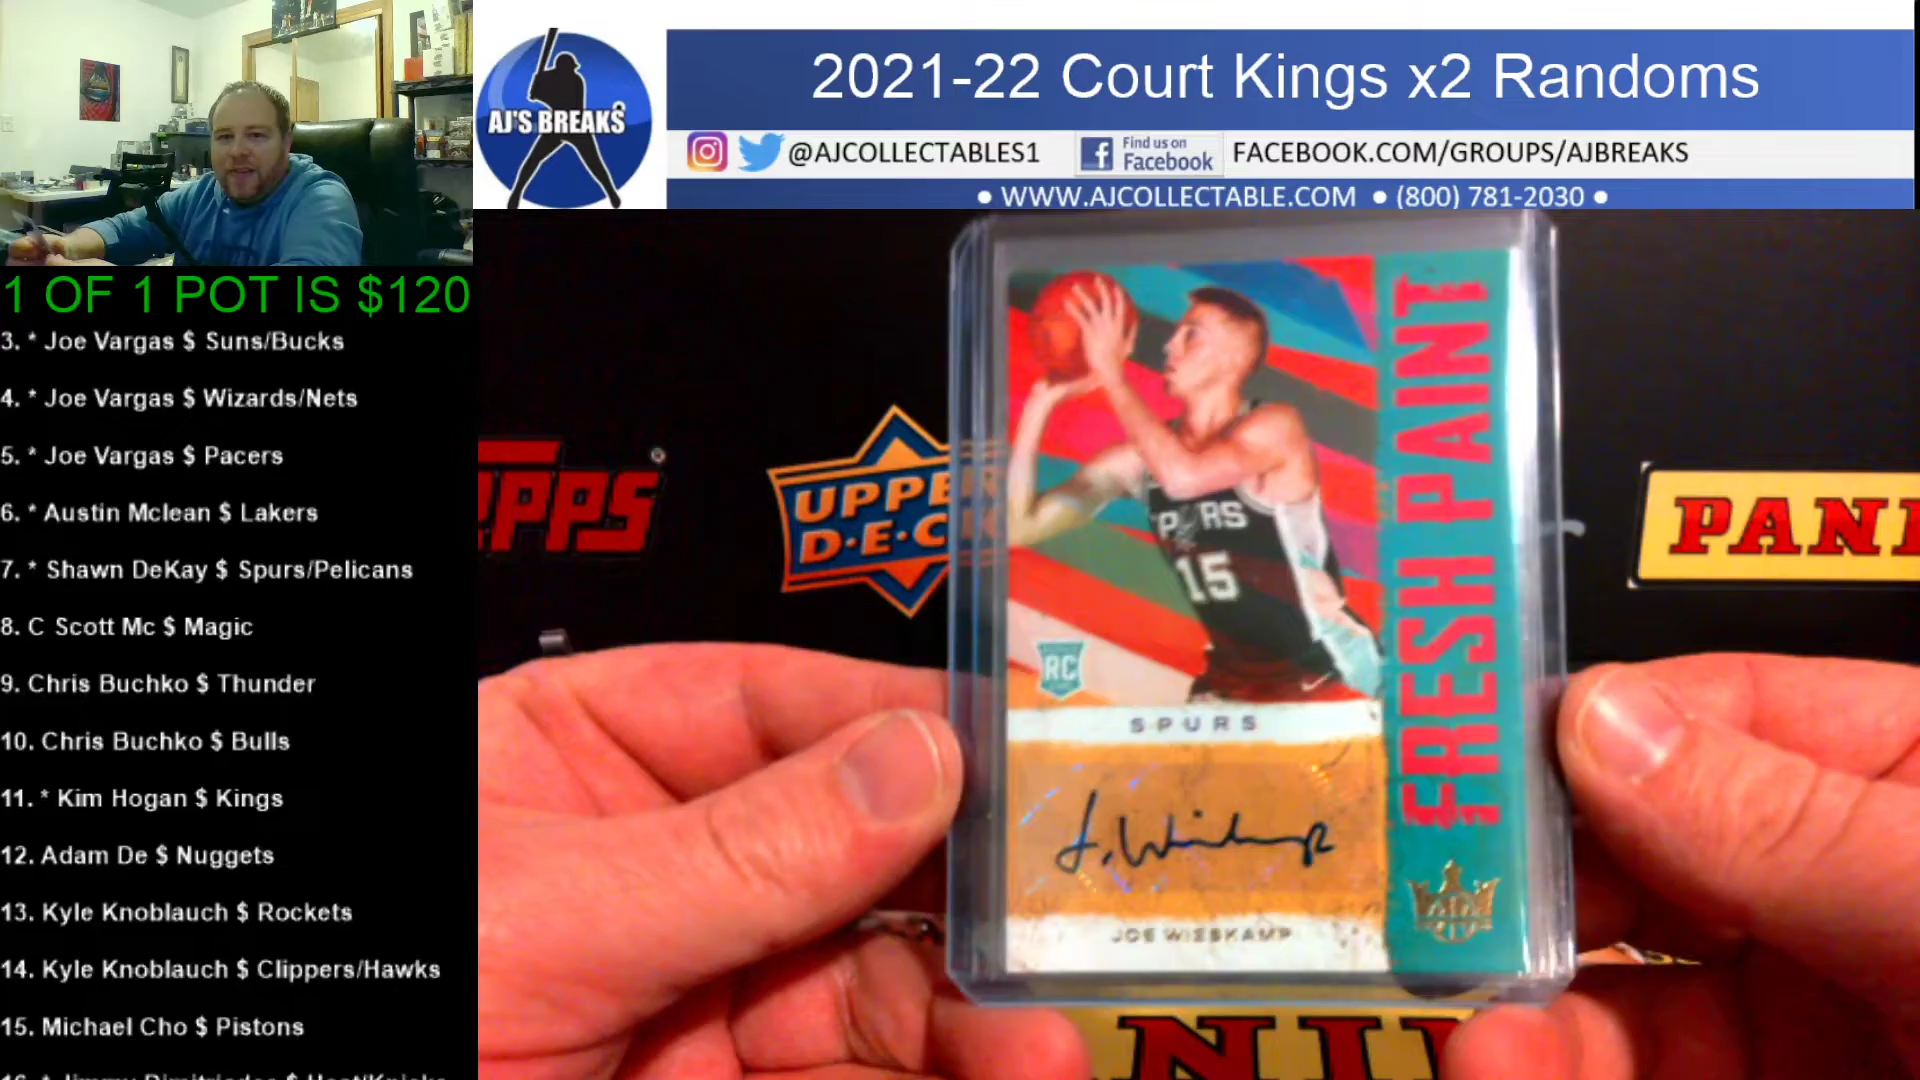 2021-22 Court Kings x2 Randoms
AJ'S BREAKS
@AJCOLLECTABLES1
Find us on
Facebook
FACEBOOK.COM/GROUPS/AJBREAKS
• WWW.AJCOLLECTABLE.COM • (800) 781-2030 •
1 OF 1 POT IS $120
3. * Joe Vargas $ Suns/Bucks
4. * Joe Vargas $ Wizards/Nets
5. * Joe Vargas $ Pacers
6. * Austin Mclean $ Lakers
7. * Shawn DeKay $ Spurs/Pelicans
8. C Scott Mc $ Magic
9. Chris Buchko $ Thunder
10. Chris Buchko $ Bulls
11. * Kim Hogan $ Kings
12. Adam De $ Nuggets
13. Kyle Knoblauch $ Rockets
14. Kyle Knoblauch $ Clippers/Hawks
15. Michael Cho $ Pistons
UPPER
D·E·C
PANI
FRESH PAINT
SPURS
15
RC
SPURS
J. Wieskamp
JOE WIESKAMP